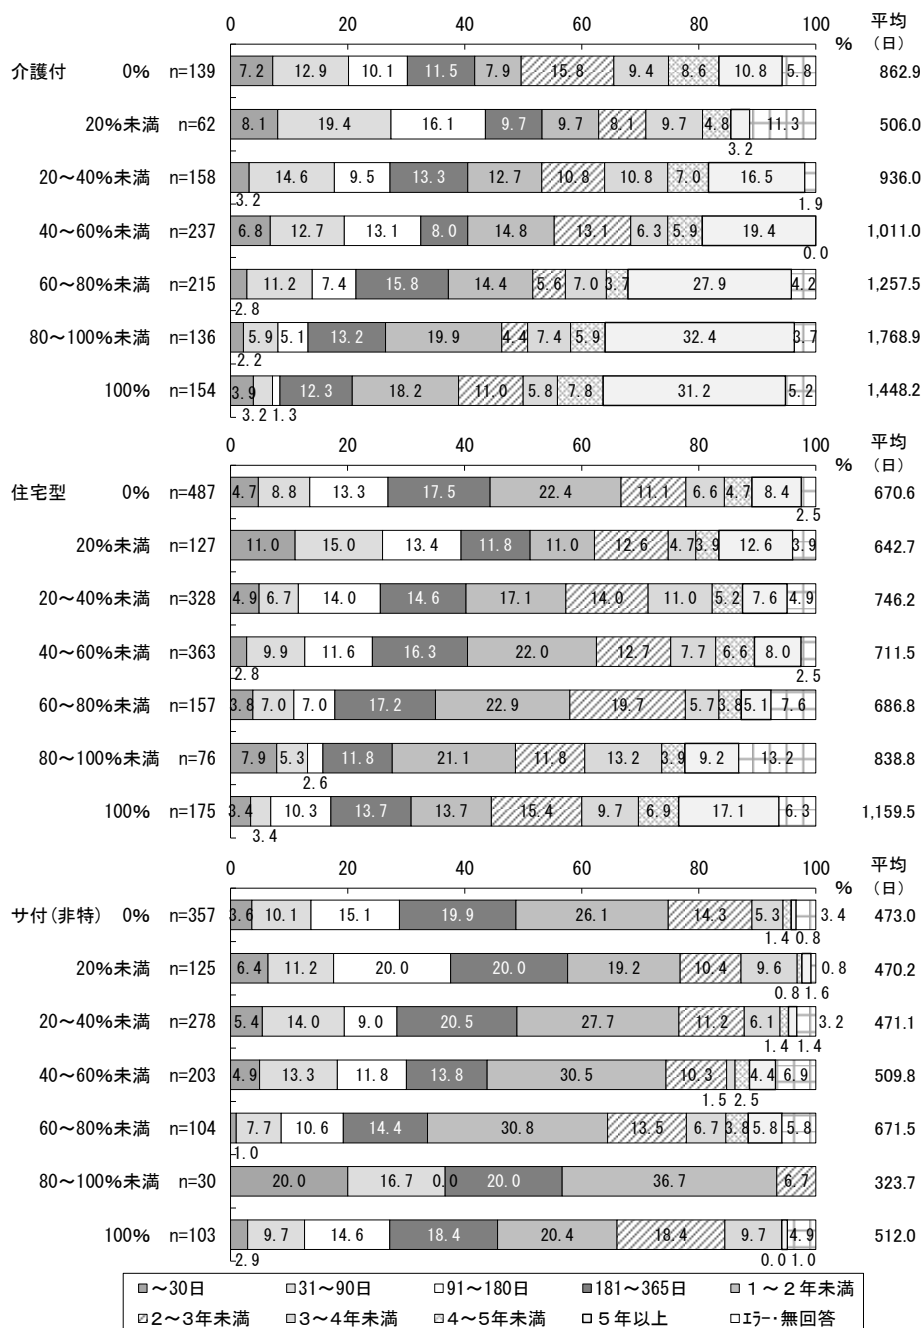 0 20 40 60 80 100 平均
% (日)
介護付 0% n=139 7.2 12.9 10.1 11.5 7.9 15.8 9.4 8.6 10.8 5.8 862.9
20%未満 n=62 8.1 19.4 16.1 9.7 9.7 8.1 9.7 4.8 11.3 506.0
3.2
20～40%未満 n=158 14.6 9.5 13.3 12.7 10.8 10.8 7.0 16.5 936.0
3.2 1.9
40～60%未満 n=237 6.8 12.7 13.1 8.0 14.8 13.1 6.3 5.9 19.4 1,011.0
0.0
60～80%未満 n=215 11.2 7.4 15.8 14.4 5.6 7.0 3.7 27.9 4.2 1,257.5
2.8
80～100%未満 n=136 5.9 5.1 13.2 19.9 4.4 7.4 5.9 32.4 3.7 1,768.9
2.2
100% n=154 3.9 12.3 18.2 11.0 5.8 7.8 31.2 5.2 1,448.2
3.2 1.3
0 20 40 60 80 100 平均
% (日)
住宅型 0% n=487 4.7 8.8 13.3 17.5 22.4 11.1 6.6 4.7 8.4 670.6
2.5
20%未満 n=127 11.0 15.0 13.4 11.8 11.0 12.6 4.7 3.9 12.6 3.9 642.7
20～40%未満 n=328 4.9 6.7 14.0 14.6 17.1 14.0 11.0 5.2 7.6 4.9 746.2
40～60%未満 n=363 9.9 11.6 16.3 22.0 12.7 7.7 6.6 8.0 711.5
2.8 2.5
60～80%未満 n=157 3.8 7.0 7.0 17.2 22.9 19.7 5.7 3.8 5.1 7.6 686.8
80～100%未満 n=76 7.9 5.3 11.8 21.1 11.8 13.2 3.9 9.2 13.2 838.8
2.6
100% n=175 3.4 10.3 13.7 13.7 15.4 9.7 6.9 17.1 6.3 1,159.5
3.4
0 20 40 60 80 100 平均
% (日)
サ付(非特) 0% n=357 3.6 10.1 15.1 19.9 26.1 14.3 5.3 3.4 473.0
1.4 0.8
20%未満 n=125 6.4 11.2 20.0 20.0 19.2 10.4 9.6 0.8 470.2
0.8 1.6
20～40%未満 n=278 5.4 14.0 9.0 20.5 27.7 11.2 6.1 3.2 471.1
1.4 1.4
40～60%未満 n=203 4.9 13.3 11.8 13.8 30.5 10.3 4.4 6.9 509.8
1.5 2.5
60～80%未満 n=104 7.7 10.6 14.4 30.8 13.5 6.7 3.8 5.8 5.8 671.5
1.0
80～100%未満 n=30 20.0 16.7 0.0 20.0 36.7 6.7 323.7
100% n=103 9.7 14.6 18.4 20.4 18.4 9.7 4.9 512.0
2.9 0.0 1.0
～30日 31～90日 91～180日 181～365日 １～２年未満
２～３年未満 ３～４年未満 ４～５年未満 ５年以上 ｴﾗｰ・無回答